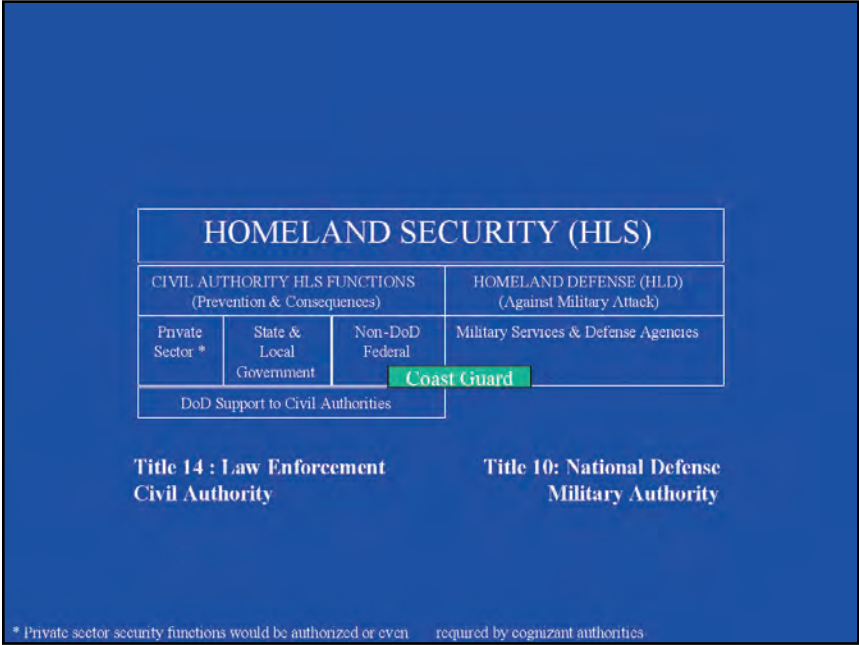 HOMELAND SECURITY (HLS)
CIVIL AUTHORITY HLS FUNCTIONS
(Prevention & Consequences)
HOMELAND DEFENSE (HLD)
(Against Military Attack)
Private
Sector *
State &
Local
Government
Non-DoD
Federal
Military Services & Defense Agencies
Coast Guard
DoD Support to Civil Authorities
Title 14 : Law Enforcement
Civil Authority
Title 10: National Defense
Military Authority
* Private sector security functions would be authorized or even required by cognizant authorities